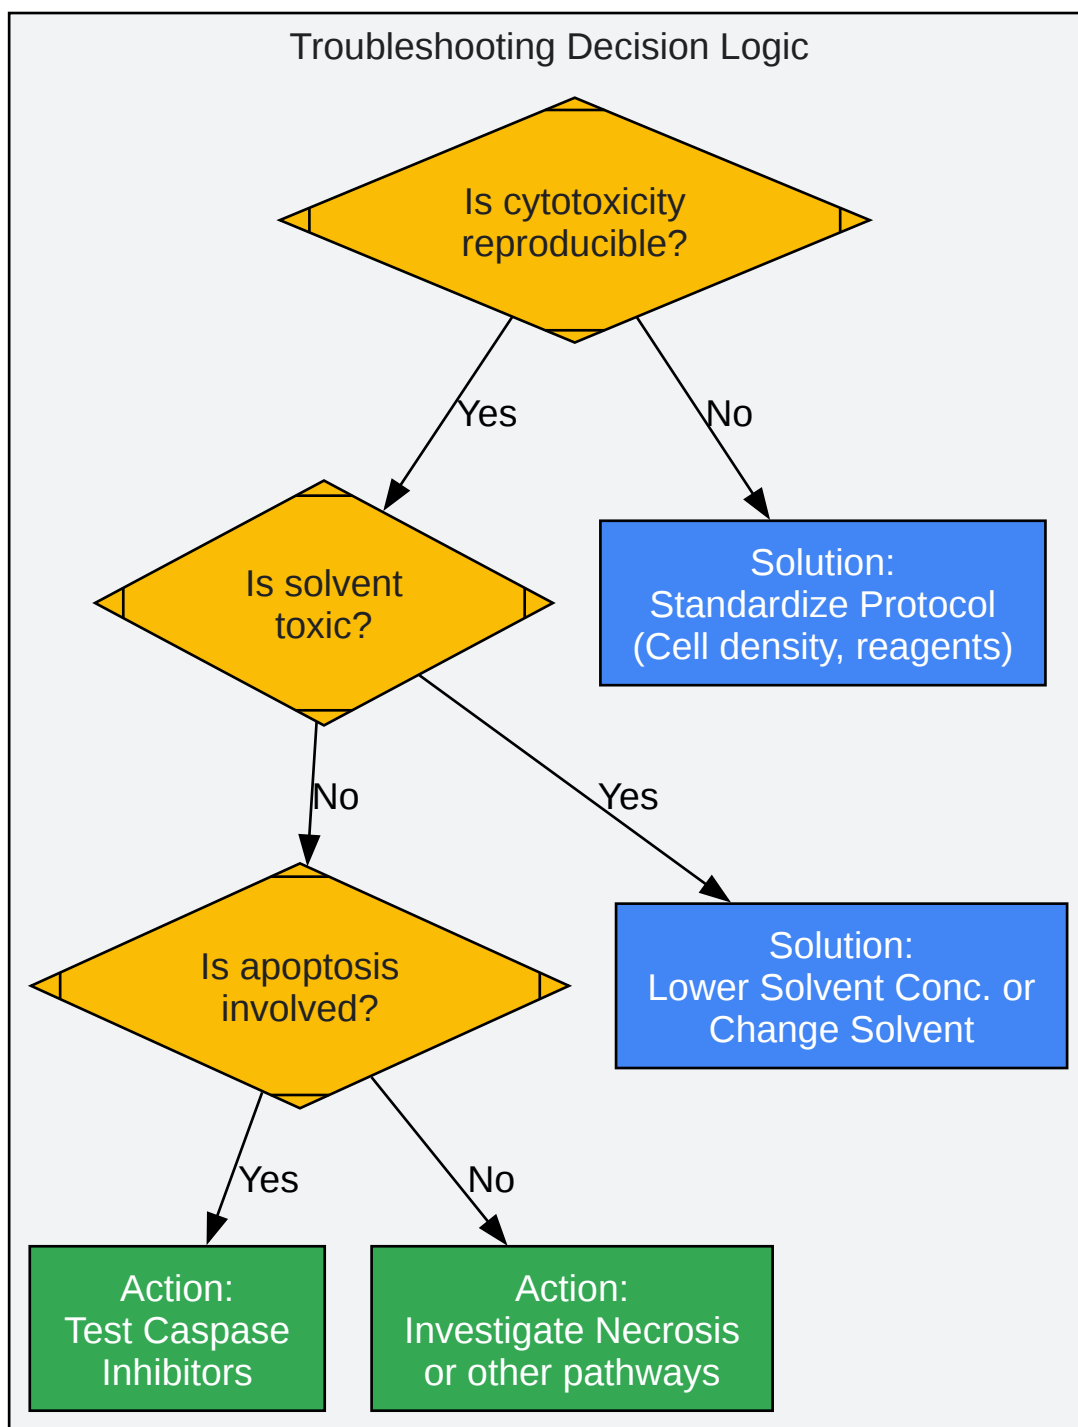 Troubleshooting Decision Logic
Is cytotoxicity
reproducible?
Yes
No
Is solvent
toxic?
Solution:
Standardize Protocol
(Cell density, reagents)
No
Yes
Is apoptosis
involved?
Solution:
Lower Solvent Conc. or
Change Solvent
Yes
No
Action:
Test Caspase
Inhibitors
Action:
Investigate Necrosis
or other pathways